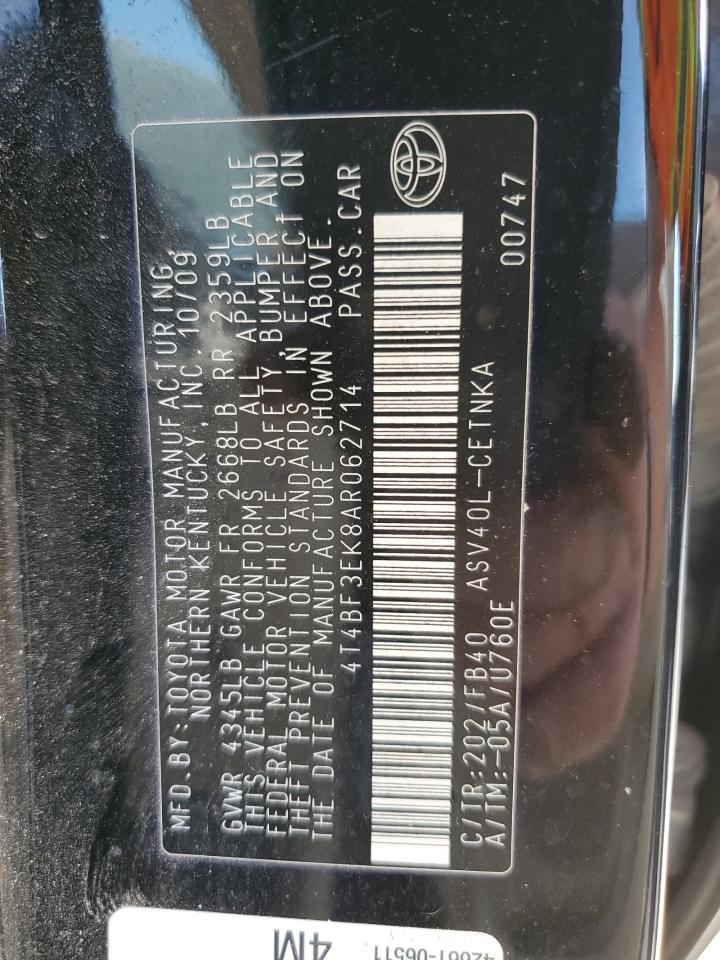 MFD. BY: TOYOTA MOTOR MANUFACTURING,
NORTHERN KENTUCKY, INC. 10/09
GVWR 4345LB GAWR FR 2668LB RR 2359LB
THIS VEHICLE CONFORMS TO ALL APPLICABLE
FEDERAL MOTOR VEHICLE SAFETY, BUMPER, AND
THEFT PREVENTION STANDARDS IN EFFECT ON
THE DATE OF MANUFACTURE SHOWN ABOVE.
4T4BF3EK8AR062714 PASS.CAR
C/TR:202/FB40 ASV40L-CETNKA 00747
A/TM:-05A/U760E
4M
42661-06511